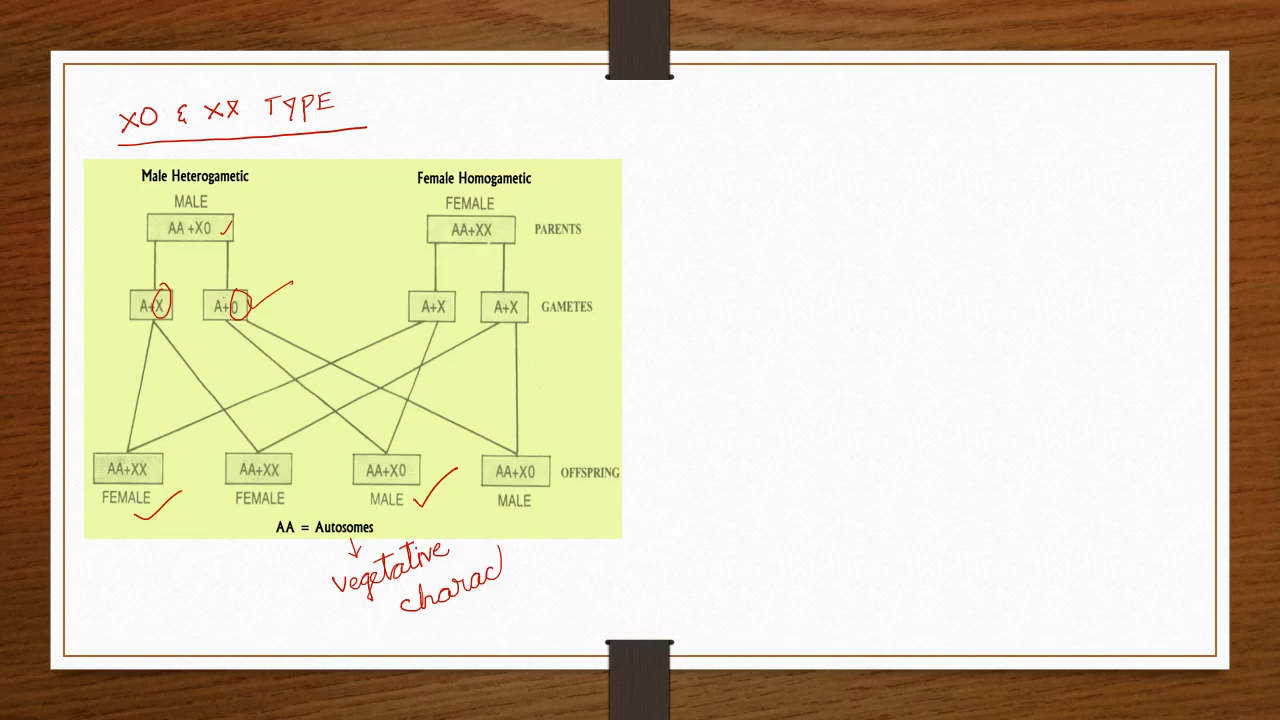 XO & XX TYPE
Male Heterogametic
Female Homogametic
MALE
FEMALE
AA +X0
AA+XX
PARENTS
A+X
A+0
A+X
A+X
GAMETES
AA+XX
AA+XX
AA+X0
AA+X0
OFFSPRING
FEMALE
FEMALE
MALE
MALE
AA = Autosomes
vegetative
charac